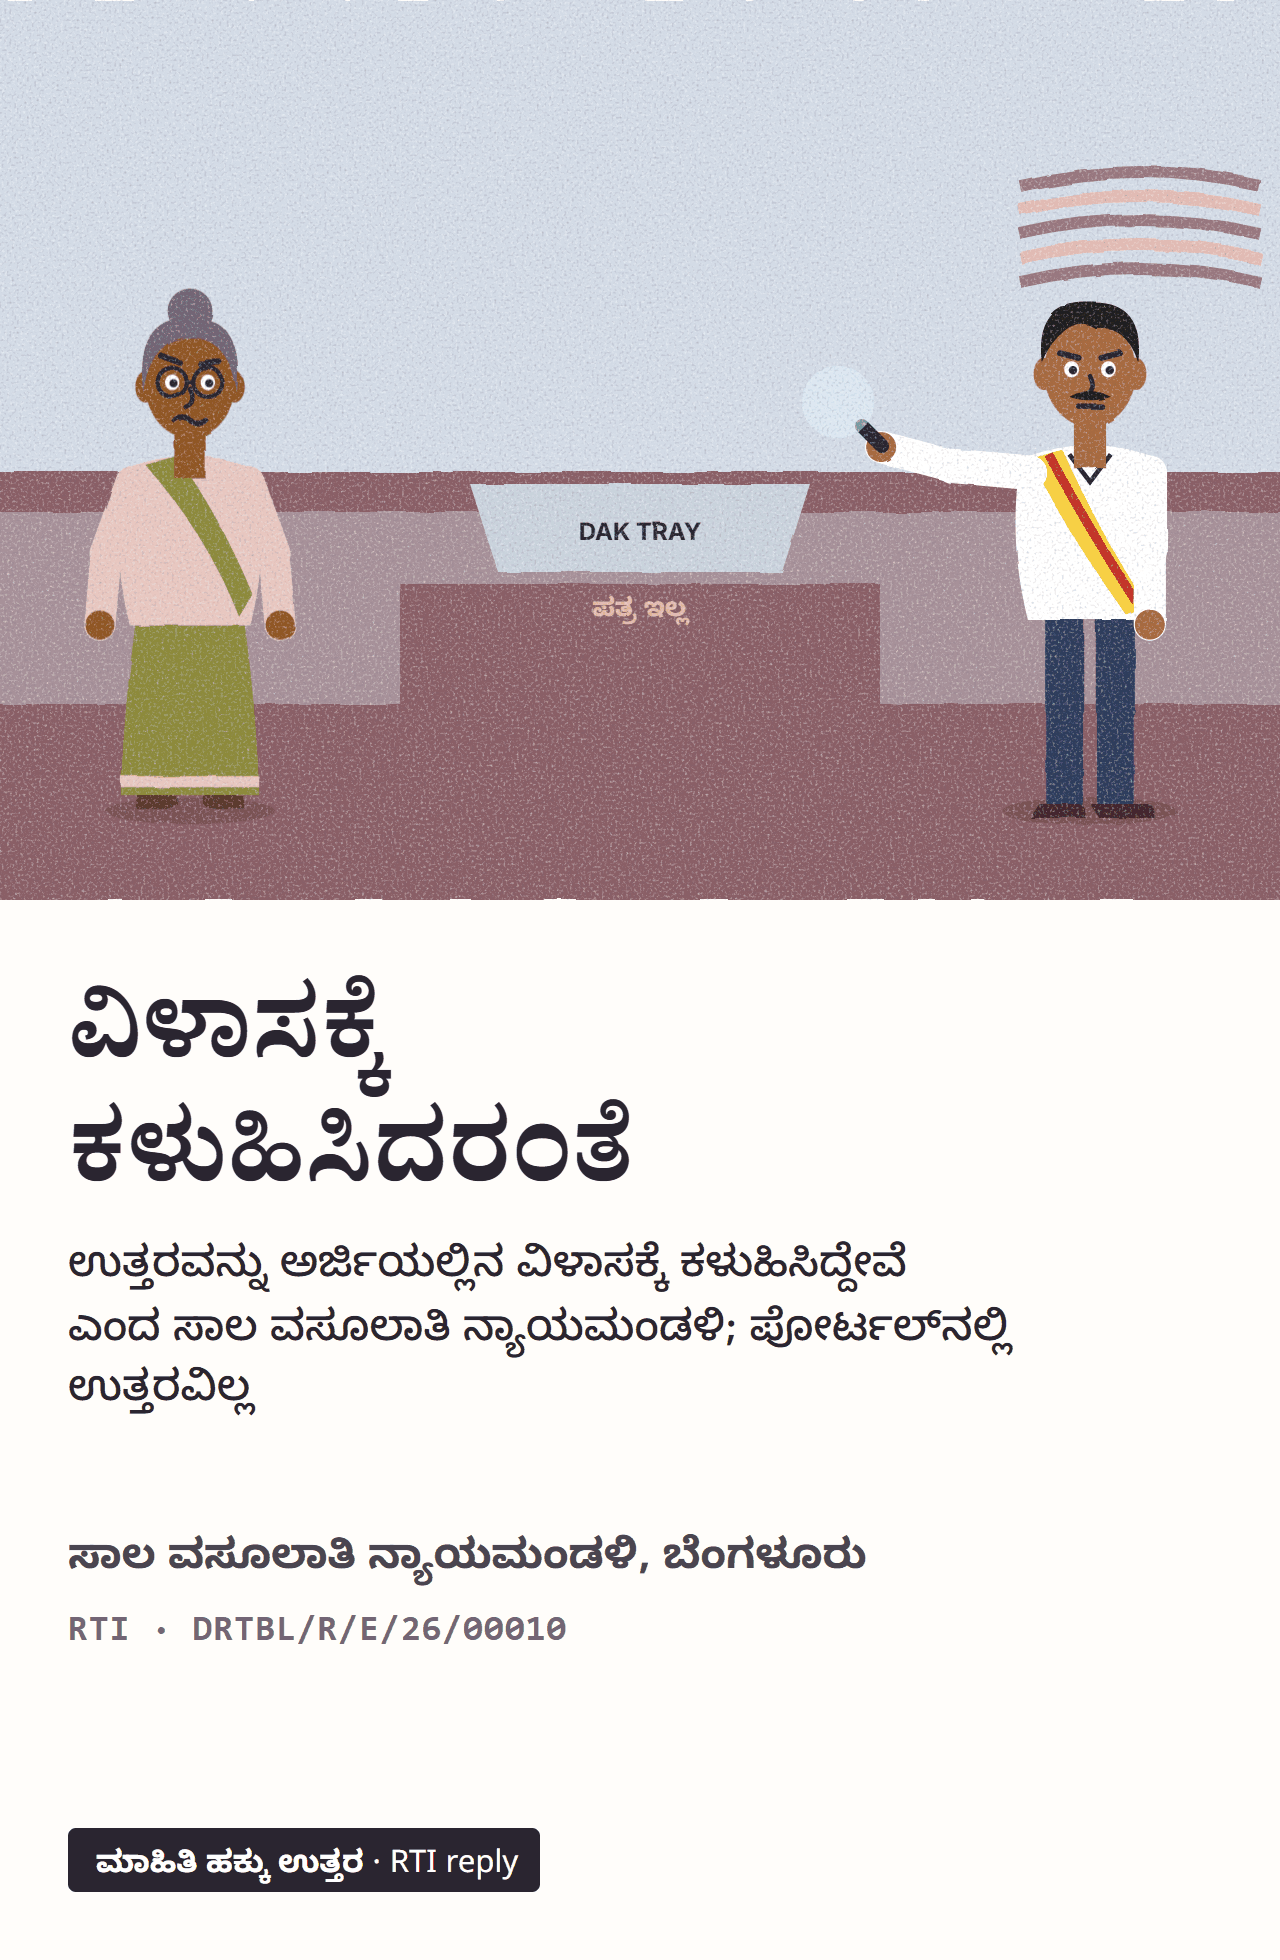 DAK TRAY
ಪತ್ರ ಇಲ್ಲ
ವಿಳಾಸಕ್ಕೆ
ಕಳುಹಿಸಿದರಂತೆ
ಉತ್ತರವನ್ನು ಅರ್ಜಿಯಲ್ಲಿನ ವಿಳಾಸಕ್ಕೆ ಕಳುಹಿಸಿದ್ದೇವೆ
ಎಂದ ಸಾಲ ವಸೂಲಾತಿ ನ್ಯಾಯಮಂಡಳಿ; ಪೋರ್ಟಲ್‌ನಲ್ಲಿ
ಉತ್ತರವಿಲ್ಲ
ಸಾಲ ವಸೂಲಾತಿ ನ್ಯಾಯಮಂಡಳಿ, ಬೆಂಗಳೂರು
RTI · DRTBL/R/E/26/00010
ಮಾಹಿತಿ ಹಕ್ಕು ಉತ್ತರ · RTI reply